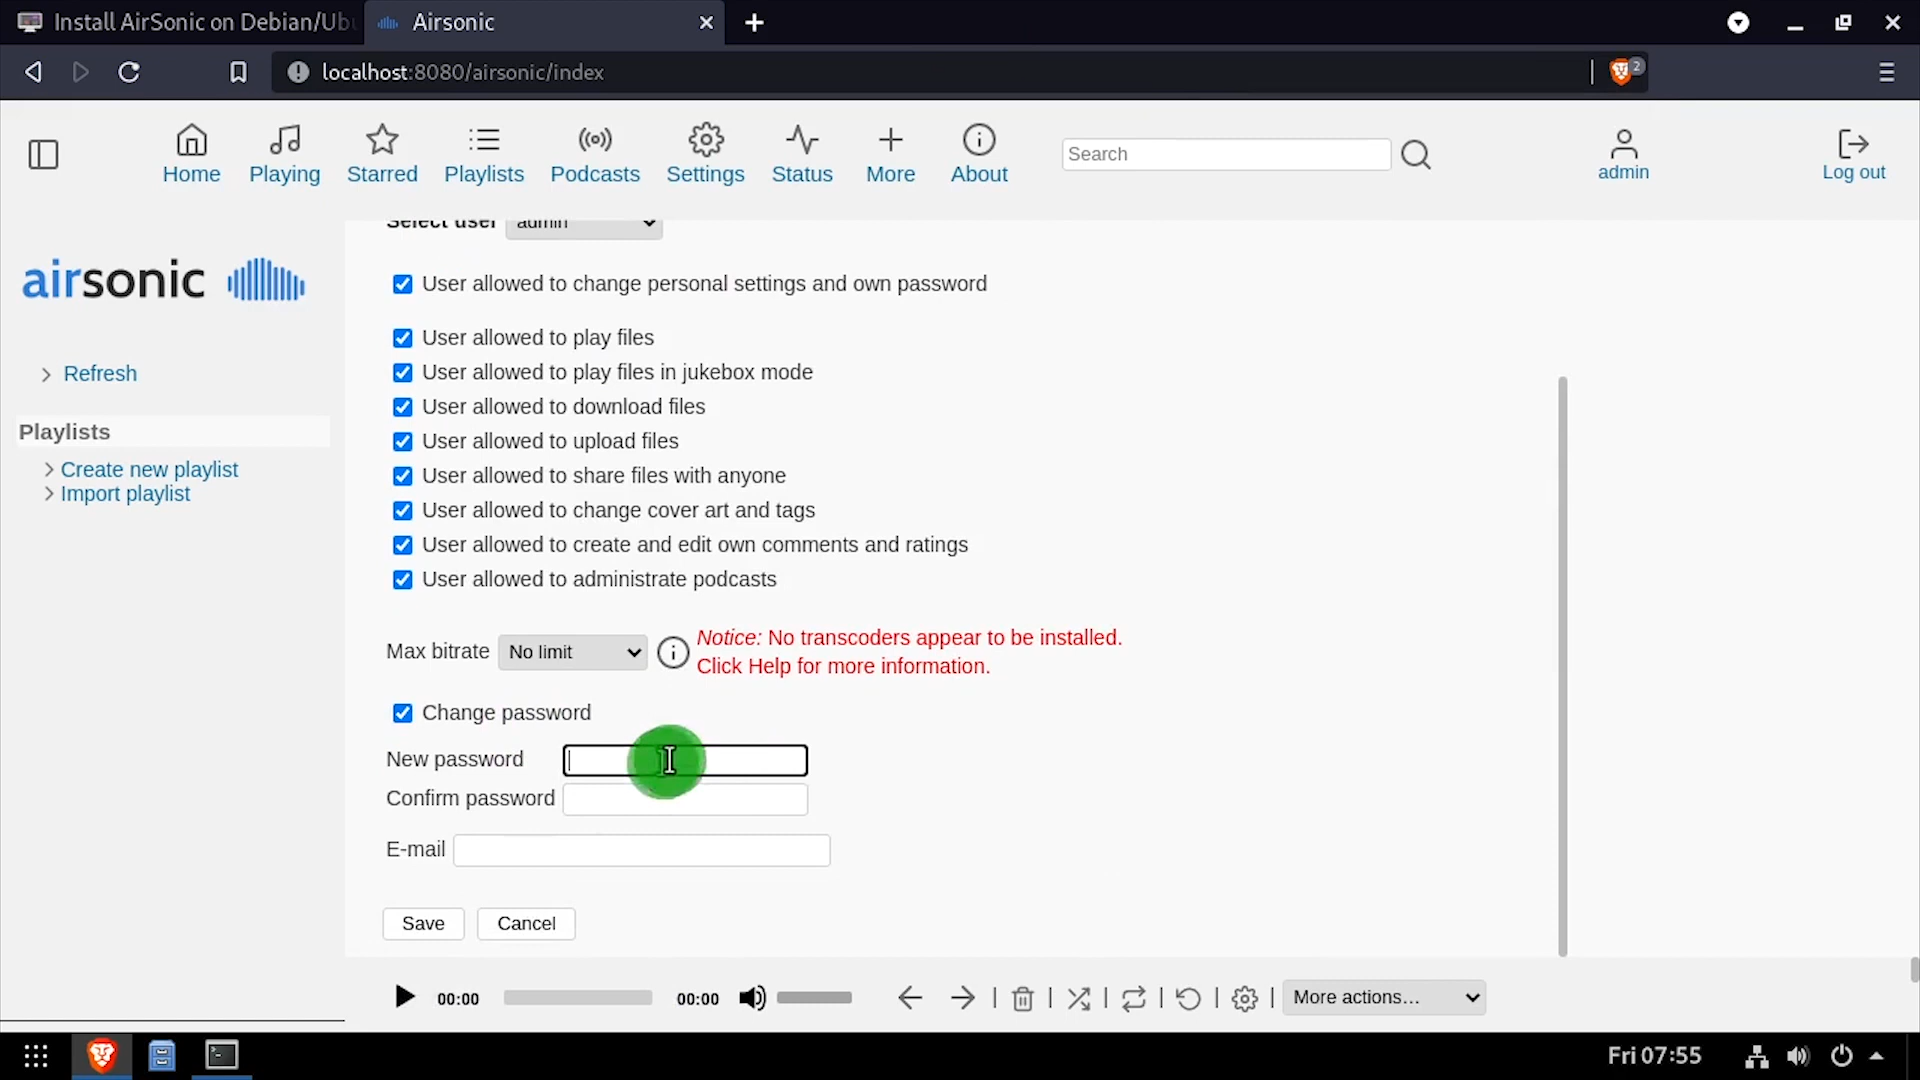 Install AirSonic on Debian/Ubu
Airsonic
localhost:8080/airsonic/index
2
Home
Playing
Starred
Playlists
Podcasts
Settings
Status
More
About
Search
admin
Log out
airsonic
Refresh
Playlists
Create new playlist
Import playlist
Select user admin
User allowed to change personal settings and own password
User allowed to play files
User allowed to play files in jukebox mode
User allowed to download files
User allowed to upload files
User allowed to share files with anyone
User allowed to change cover art and tags
User allowed to create and edit own comments and ratings
User allowed to administrate podcasts
Max bitrate No limit
Notice: No transcoders appear to be installed.
Click Help for more information.
Change password
New password
Confirm password
E-mail
Save Cancel
00:00 00:00 More actions...
Fri 07:55